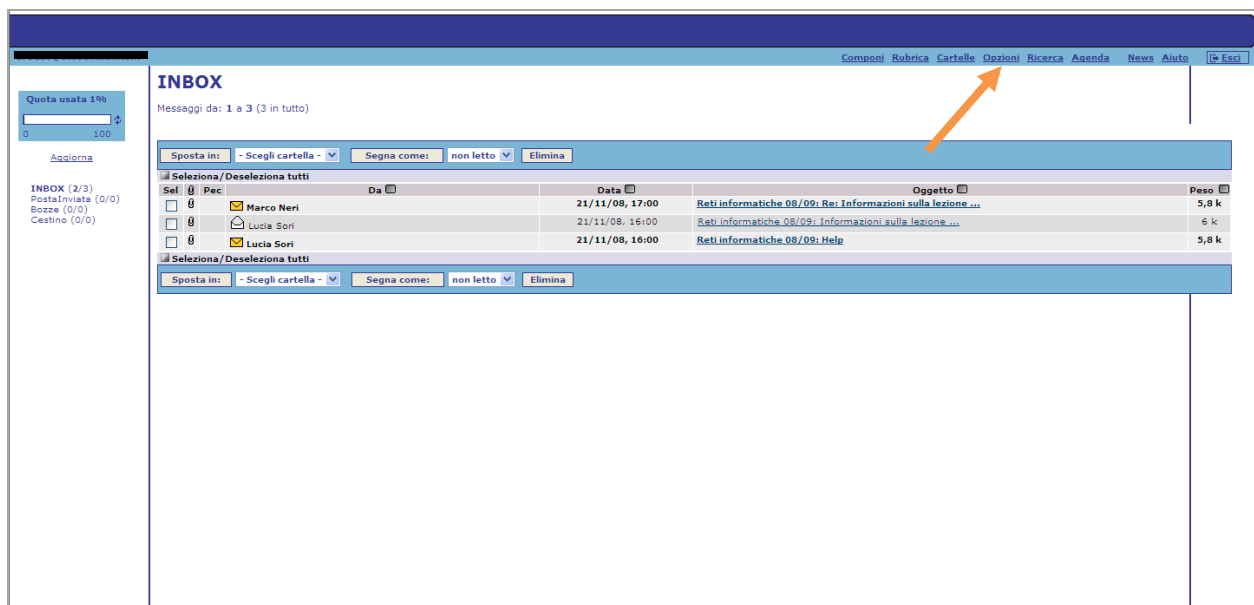 Componi Rubrica Cartelle Opzioni Ricerca Agenda News Aiuto Esci
INBOX
Messaggi da: 1 a 3 (3 in tutto)
Quota usata 1%
0 100
Aggiorna
INBOX (2/3)
PostaInviata (0/0)
Bozze (0/0)
Cestino (0/0)
Sposta in: - Scegli cartella - Segna come: non letto Elimina
Seleziona/Deseleziona tutti
Sel Pec Da Data Oggetto Peso
Marco Neri 21/11/08, 17:00 Reti informatiche 08/09: Re: Informazioni sulla lezione ... 5,8 k
Lucia Sori 21/11/08, 16:00 Reti informatiche 08/09: Informazioni sulla lezione ... 6 k
Lucia Sori 21/11/08, 16:00 Reti informatiche 08/09: Help 5,8 k
Seleziona/Deseleziona tutti
Sposta in: - Scegli cartella - Segna come: non letto Elimina